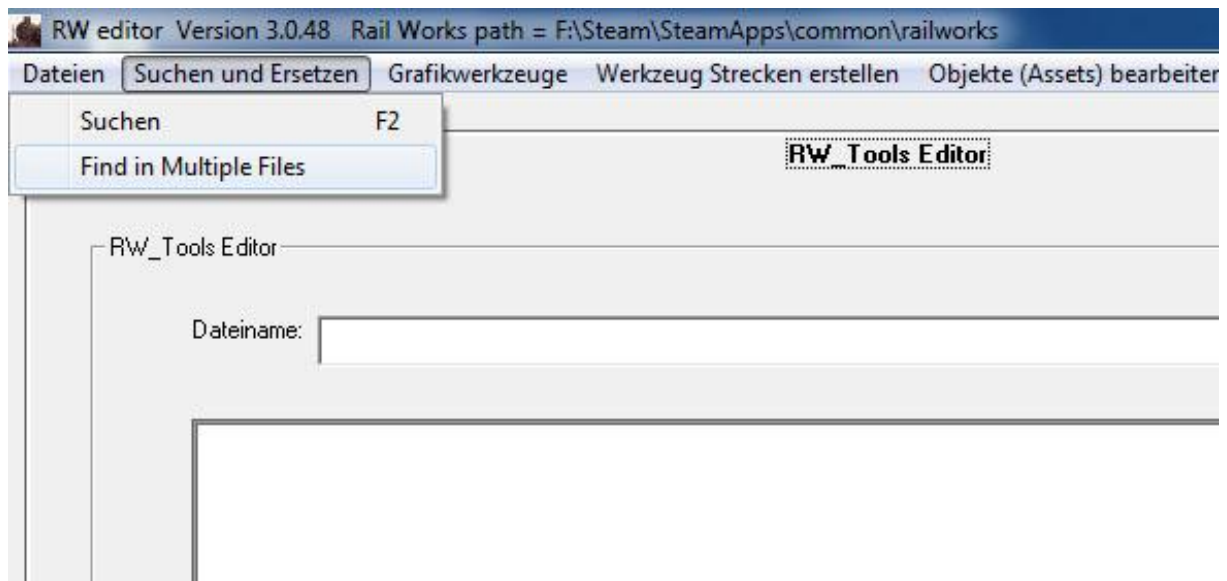 RW editor Version 3.0.48 Rail Works path = F:\Steam\SteamApps\common\railworks
Dateien Suchen und Ersetzen Grafikwerkzeuge Werkzeug Strecken erstellen Objekte (Assets) bearbeiter
Suchen F2
Find in Multiple Files
RW_Tools Editor
RW_Tools Editor
Dateiname: